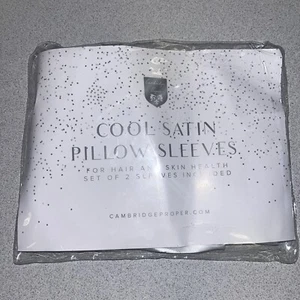 COOL SATIN
PILLOW SLEEVES
FOR HAIR AND SKIN HEALTH
SET OF 2 SLEEVES INCLUDED
CAMBRIDGEPROPER.COM